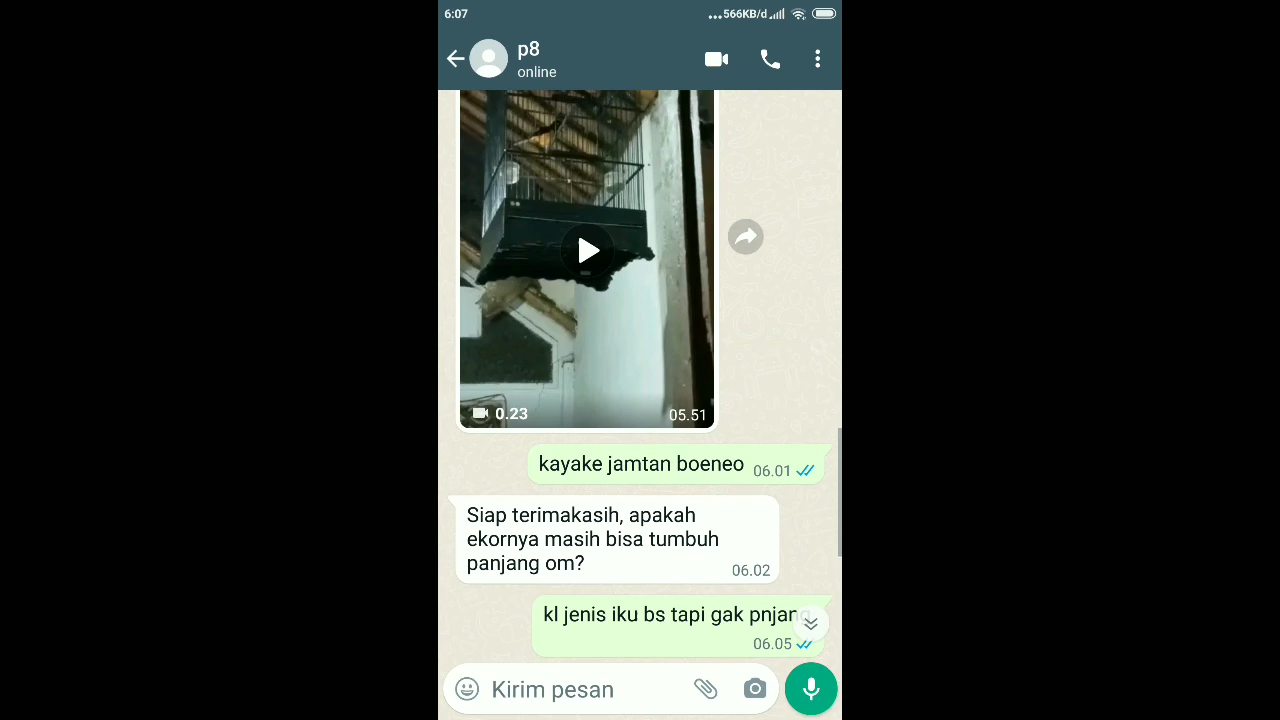 6:07
...566KB/d
p8
online
0.23
05.51
kayake jamtan boeneo
06.01
Siap terimakasih, apakah
ekornya masih bisa tumbuh
panjang om?
06.02
kl jenis iku bs tapi gak pnjang
06.05
Kirim pesan